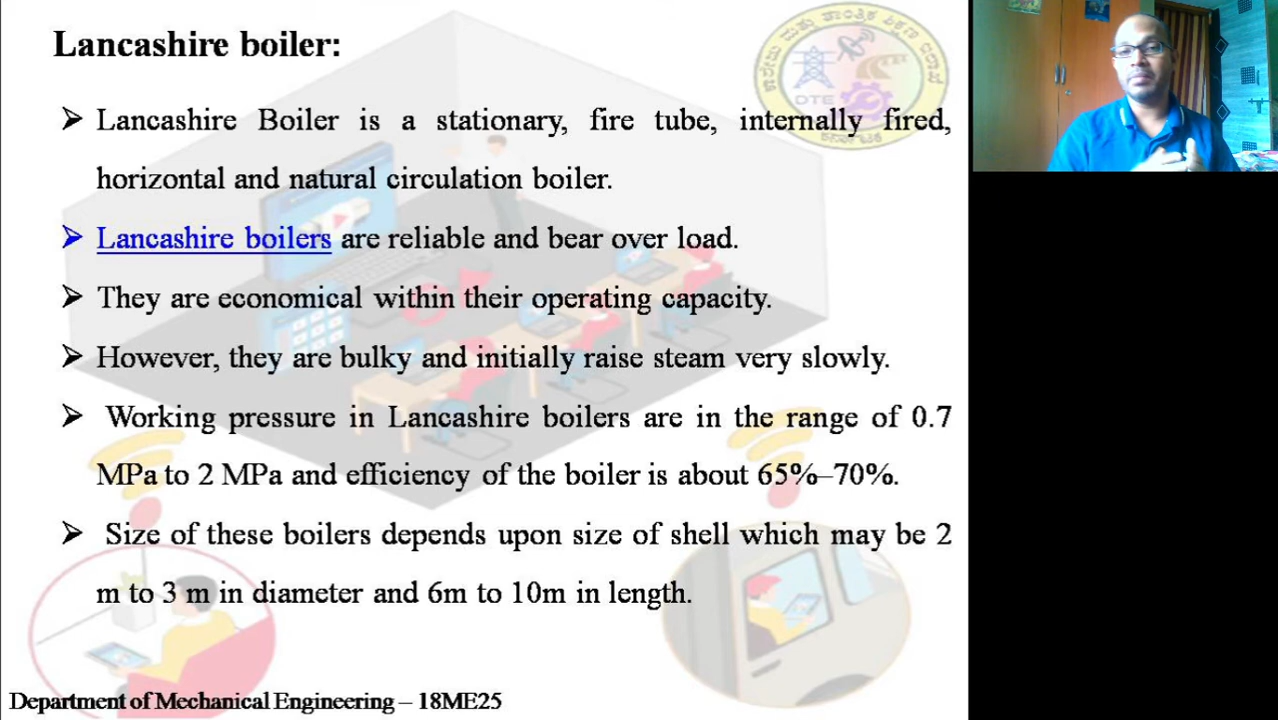 Lancashire boiler:
➤ Lancashire Boiler is a stationary, fire tube, internally fired,
horizontal and natural circulation boiler.
➤ Lancashire boilers are reliable and bear over load.
➤ They are economical within their operating capacity.
➤ However, they are bulky and initially raise steam very slowly.
➤ Working pressure in Lancashire boilers are in the range of 0.7
MPa to 2 MPa and efficiency of the boiler is about 65%–70%.
➤ Size of these boilers depends upon size of shell which may be 2
m to 3 m in diameter and 6m to 10m in length.
Department of Mechanical Engineering – 18ME25
DTE